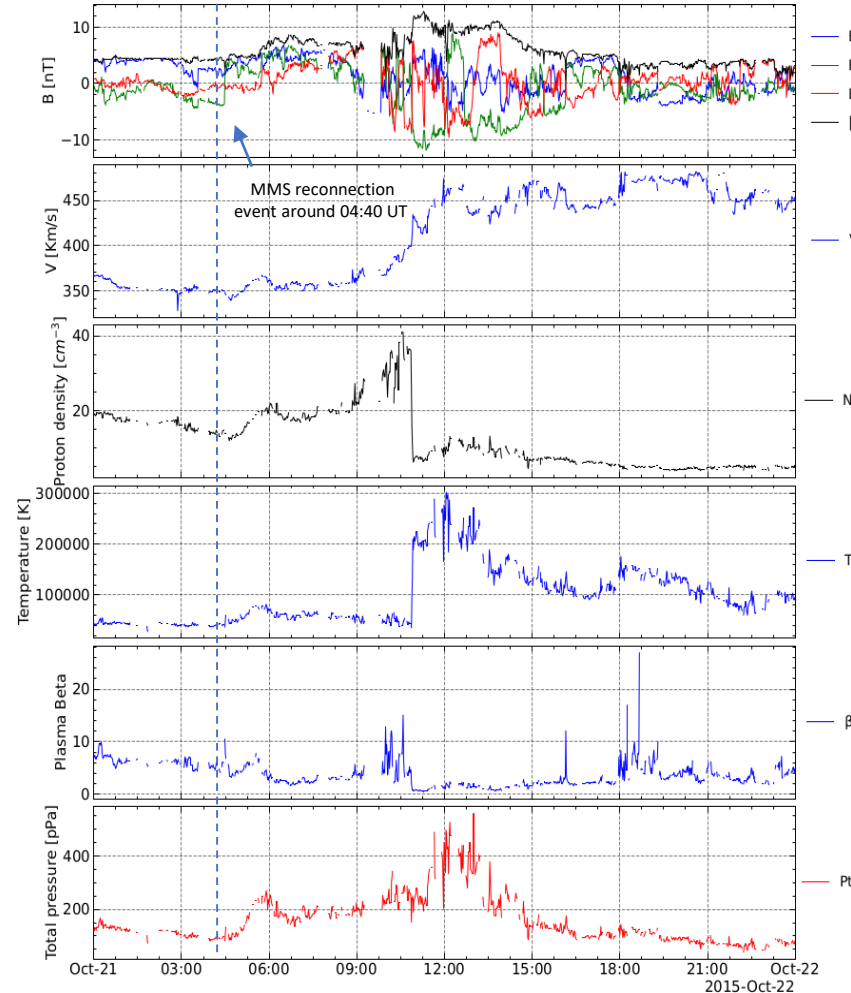 10
0
−10
B [nT]
B
B
B
|
MMS reconnection
event around 04:40 UT
450
400
350
V [Km/s]
40
20
Proton density [cm⁻³]
N
300000
200000
100000
Temperature [K]
T
20
10
0
Plasma Beta
β
400
200
Total pressure [pPa]
Pt
Oct-21
03:00
06:00
09:00
12:00
15:00
18:00
21:00
Oct-22
2015-Oct-22